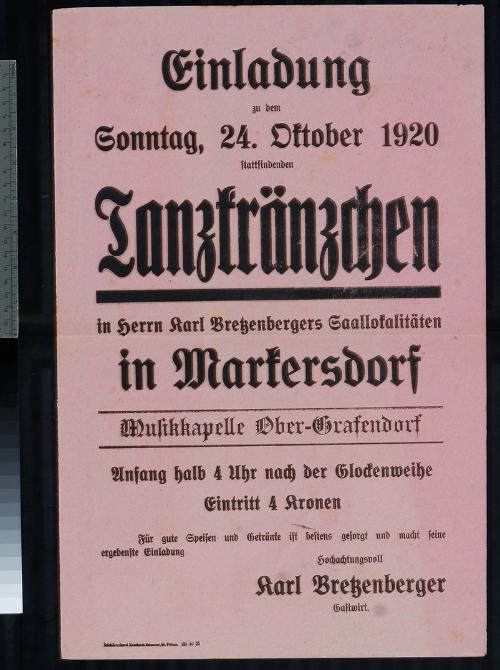 Einladung
zu dem
Sonntag, 24. Oktober 1920
stattfindenden
Tanzkränzchen
in Herrn Karl Bretzenbergers Saallokalitäten
in Markersdorf
Musikkapelle Ober-Grafendorf
Anfang halb 4 Uhr nach der Glockenweihe
Eintritt 4 Kronen
Für gute Speisen und Getränke ist bestens gesorgt und macht seine
ergebenste Einladung
Hochachtungsvoll
Karl Bretzenberger
Gastwirt.